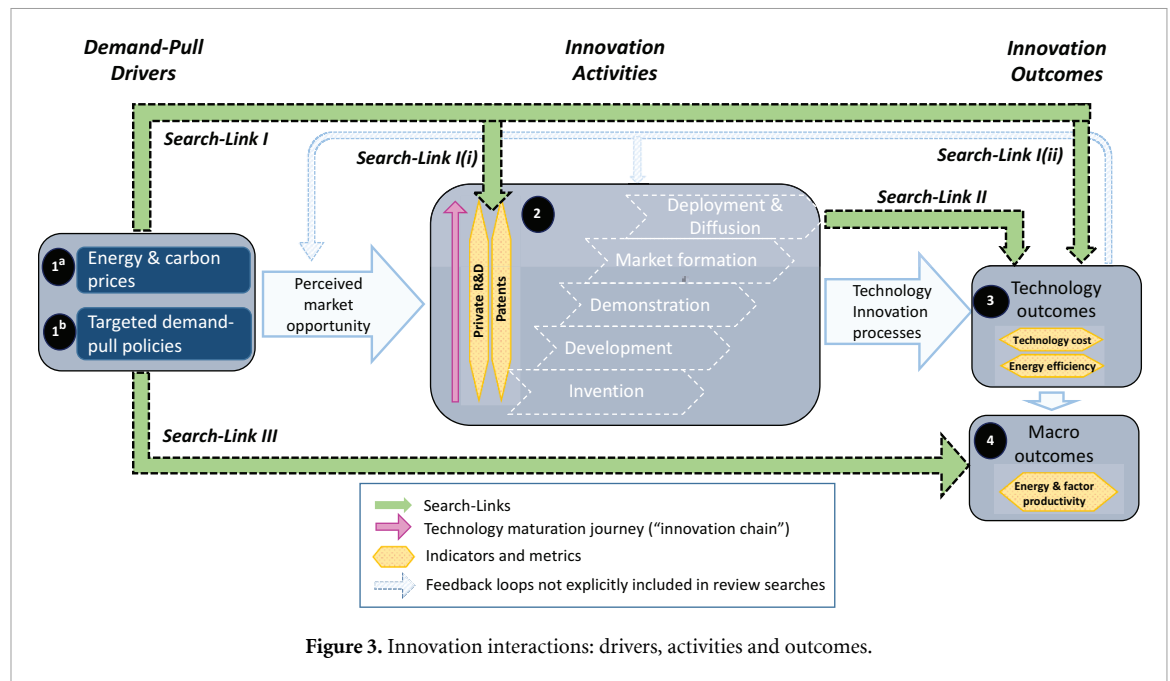 Demand-Pull
Drivers
Innovation
Activities
Innovation
Outcomes
Search-Link I
Search-Link I(i)
Search-Link I(ii)
1a
Energy & carbon
prices
1b
Targeted demand-
pull policies
Perceived
market
opportunity
2
Private R&D
Patents
Deployment &
Diffusion
Market formation
Demonstration
Development
Invention
Search-Link II
Technology
Innovation
processes
3
Technology
outcomes
Technology cost
Energy efficiency
Search-Link III
4
Macro
outcomes
Energy & factor
productivity
Search-Links
Technology maturation journey (“innovation chain”)
Indicators and metrics
Feedback loops not explicitly included in review searches
Figure 3. Innovation interactions: drivers, activities and outcomes.